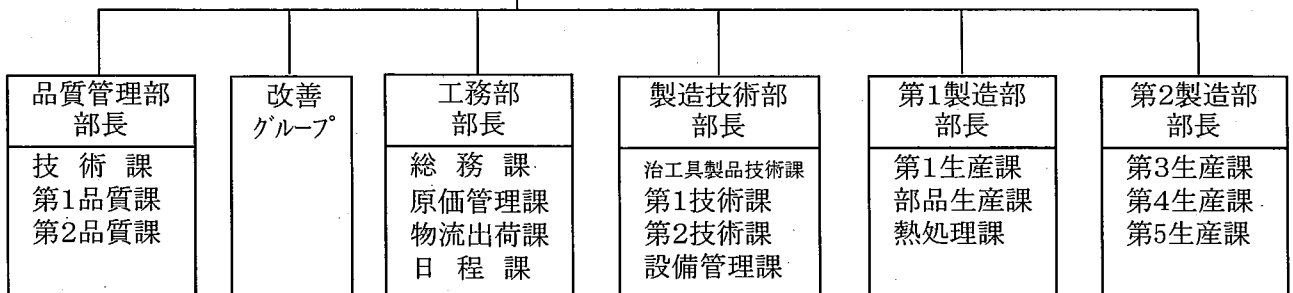 品質管理部
部長
技 術 課
第1品質課
第2品質課
改善
グループ
工務部
部長
総 務 課
原価管理課
物流出荷課
日 程 課
製造技術部
部長
治工具製品技術課
第1技術課
第2技術課
設備管理課
第1製造部
部長
第1生産課
部品生産課
熱処理課
第2製造部
部長
第3生産課
第4生産課
第5生産課